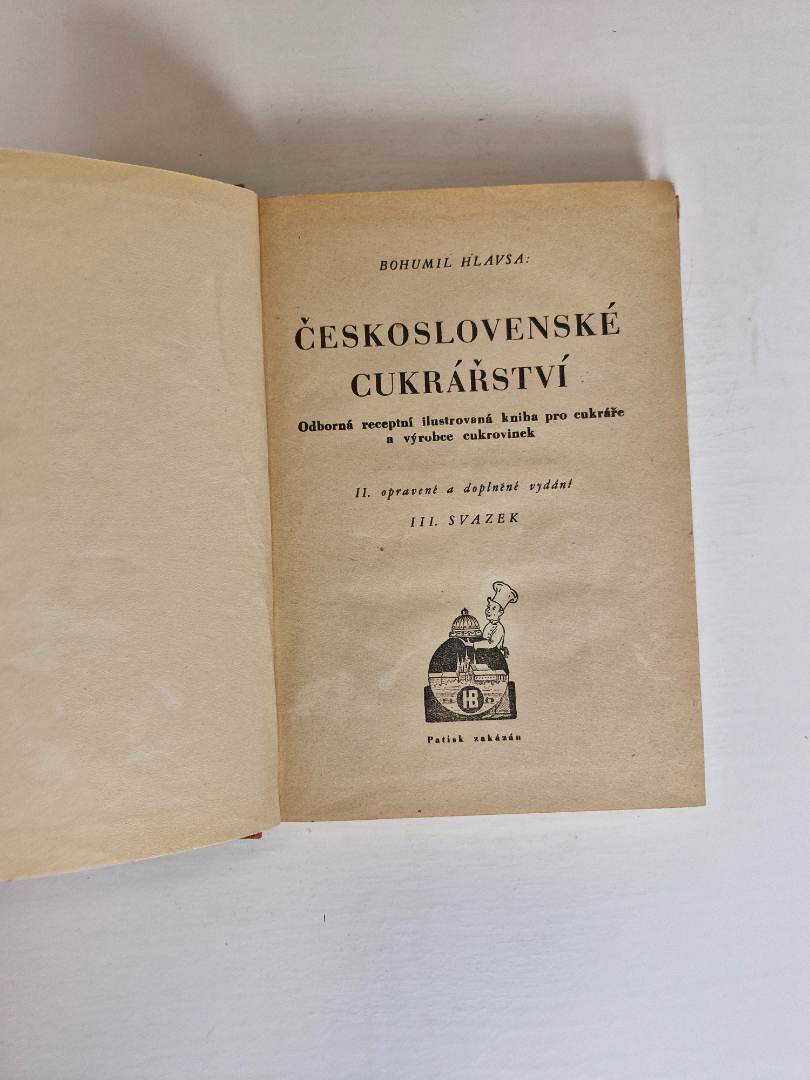 BOHUMIL HLAVSA:
ČESKOSLOVENSKÉ
CUKRÁŘSTVÍ
Odborná receptní ilustrovaná kniha pro cukráře
a výrobce cukrovinek
II. opravené a doplněné vydání
III. SVAZEK
HB
Patisk zakázán